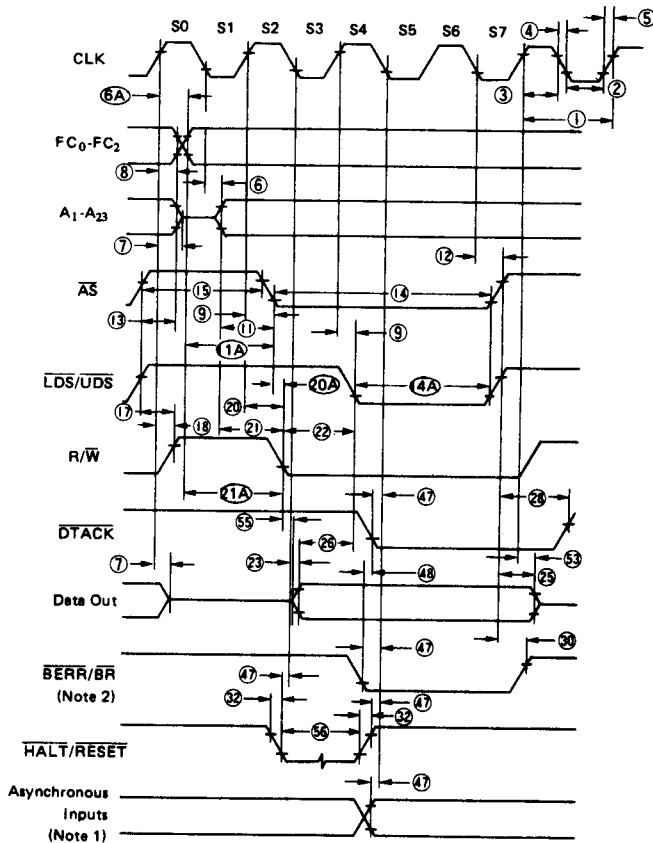 S0 S1 S2 S3 S4 S5 S6 S7
④ ⑤
CLK
③ ②
6A ①
FC0-FC2
⑧ ⑥
A1-A23
⑦ ⑫
AS
⑮ ⑭
⑬ ⑨ ⑪ ⑨
11A
LDS/UDS
20A 14A
⑰ ⑳
⑱ ㉑ ㉒
R/W
21A ㊼ ㉘
DTACK
55 ㉖ 53
⑦ ㉓ ㊽ ㉕
Data Out
㊼ ㉚
BERR/BR
(Note 2)
㊼ ㊼
㉜ 56 ㉜
HALT/RESET
㊼
Asynchronous
Inputs
(Note 1)